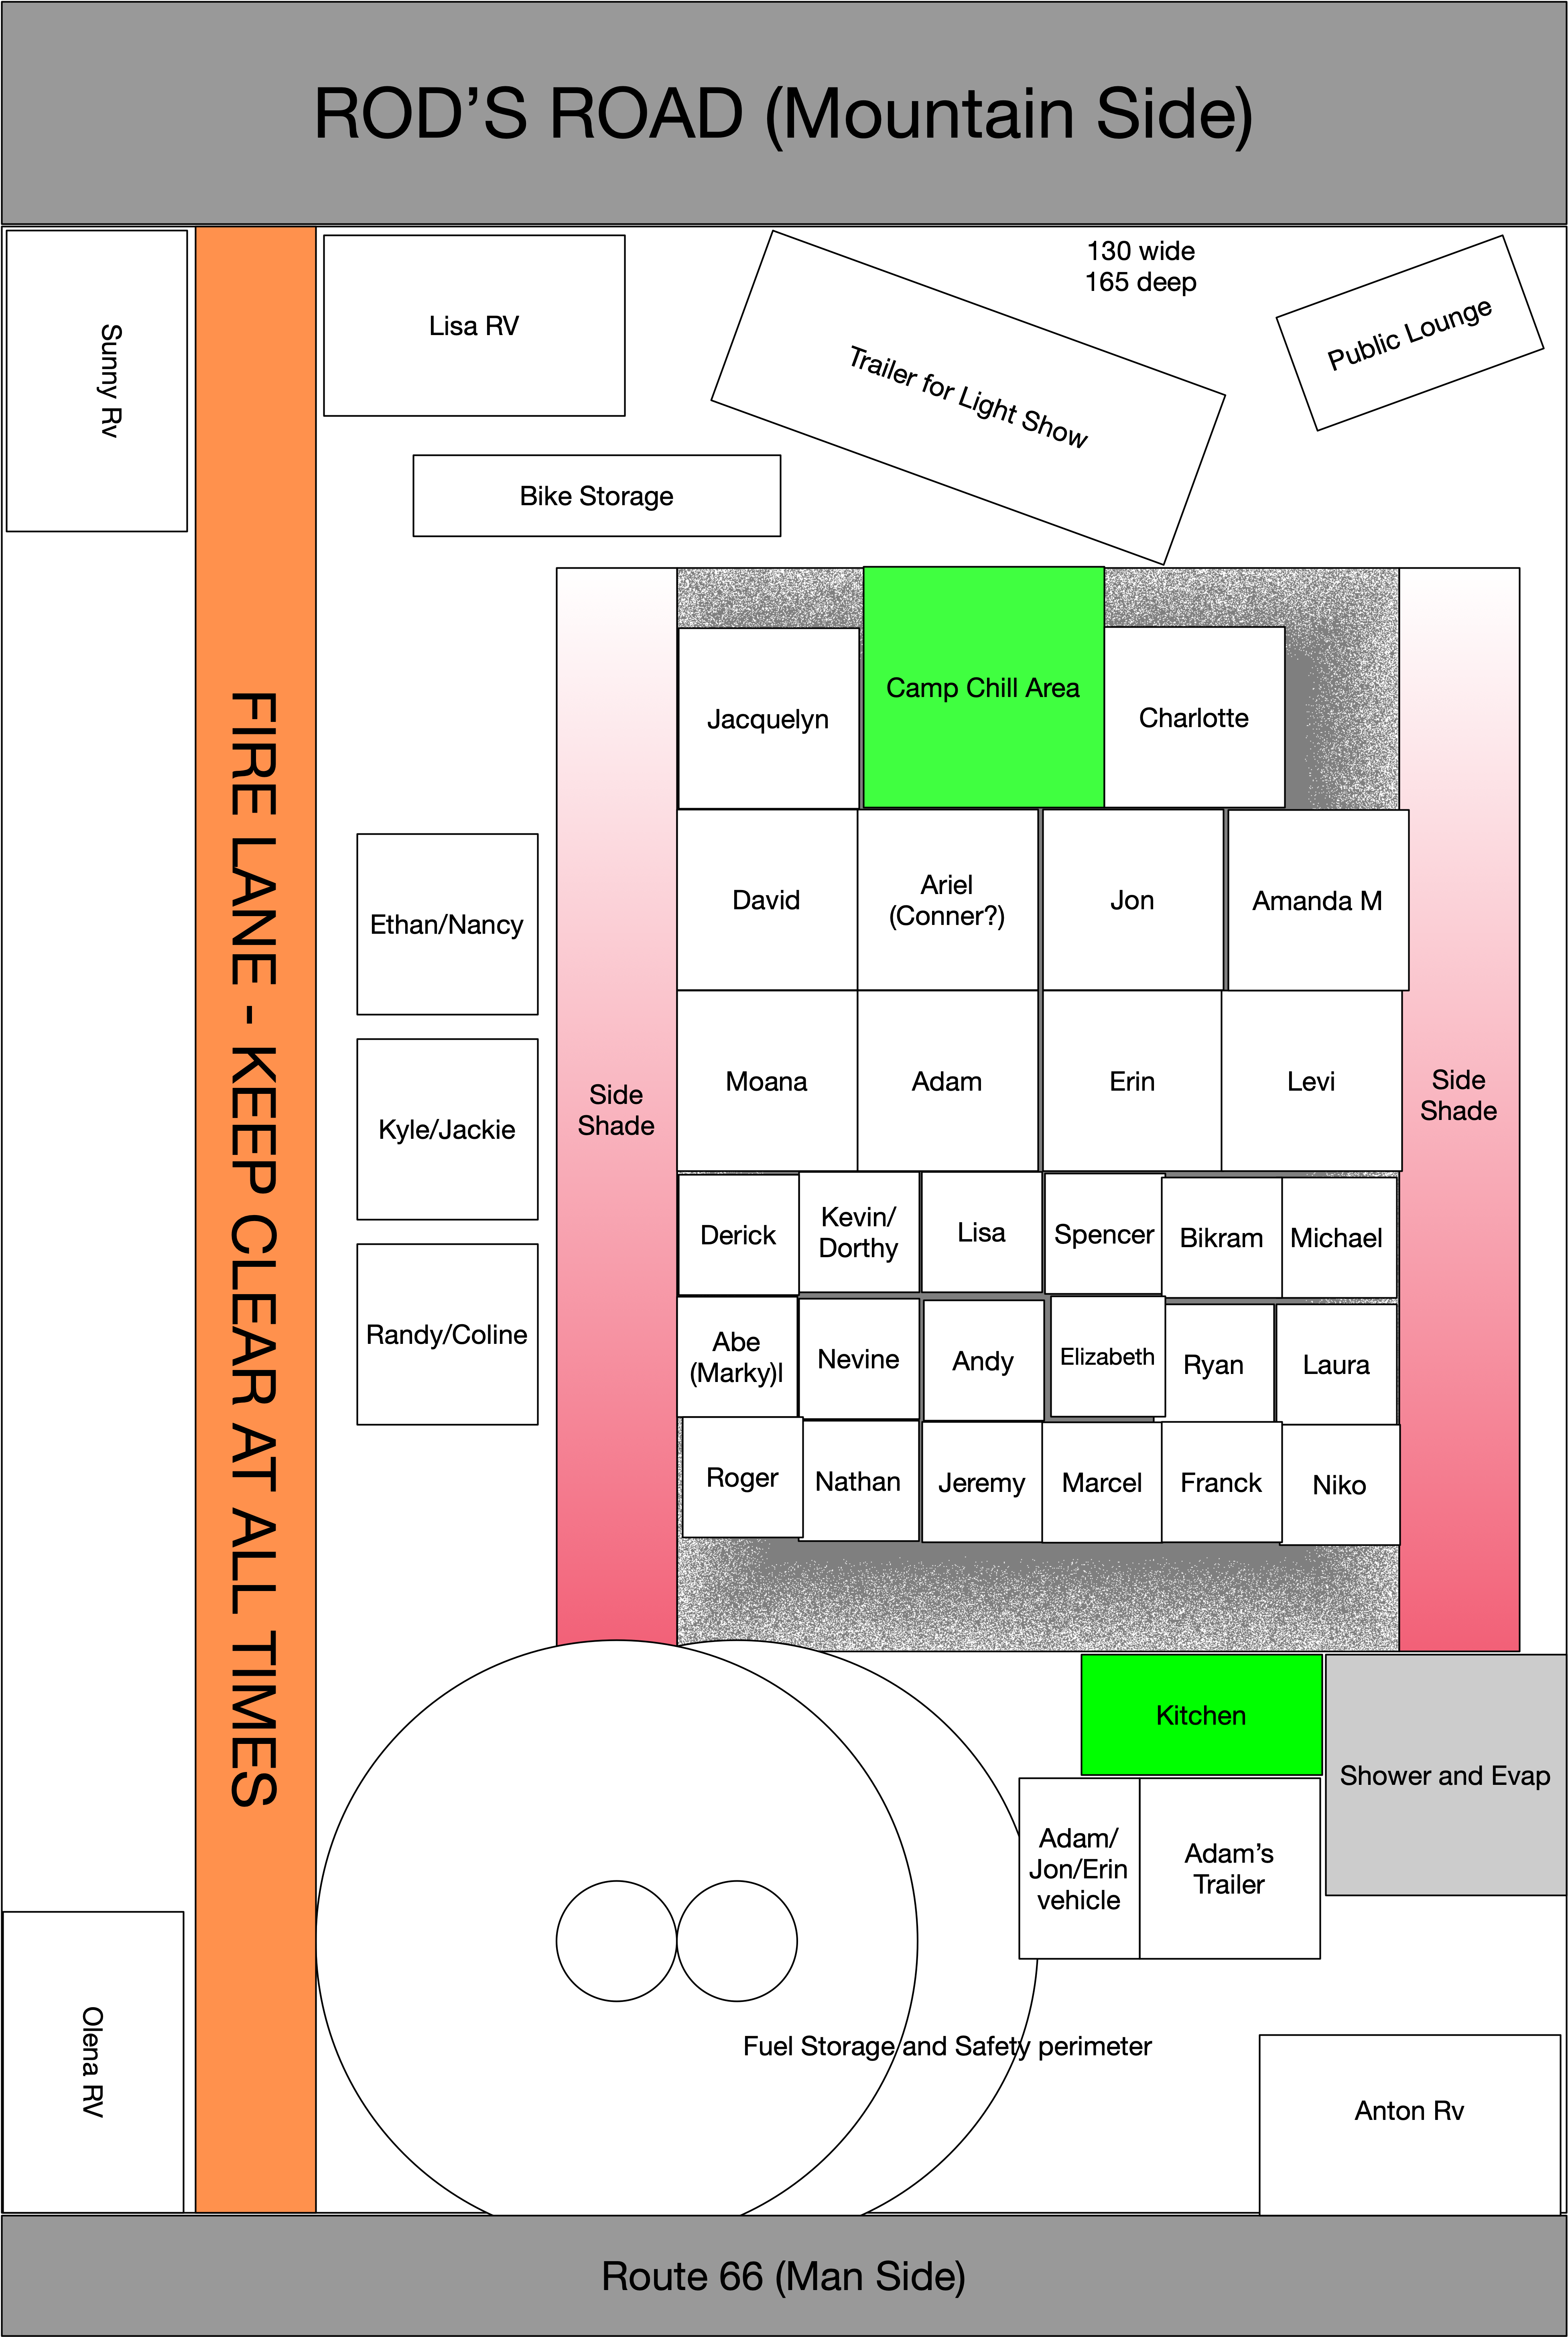 ROD’S ROAD (Mountain Side)
130 wide
165 deep
Sunny Rv
Lisa RV
Trailer for Light Show
Public Lounge
Bike Storage
FIRE LANE - KEEP CLEAR AT ALL TIMES
Camp Chill Area
Jacquelyn
Charlotte
David
Ariel
(Conner?)
Jon
Amanda M
Ethan/Nancy
Moana
Adam
Erin
Levi
Side
Shade
Side
Shade
Kyle/Jackie
Derick
Kevin/
Dorthy
Lisa
Spencer
Bikram
Michael
Randy/Coline
Abe
(Marky)l
Nevine
Andy
Elizabeth
Ryan
Laura
Roger
Nathan
Jeremy
Marcel
Franck
Niko
Kitchen
Shower and Evap
Adam/
Jon/Erin
vehicle
Adam’s
Trailer
Fuel Storage and Safety perimeter
Olena RV
Anton Rv
Route 66 (Man Side)